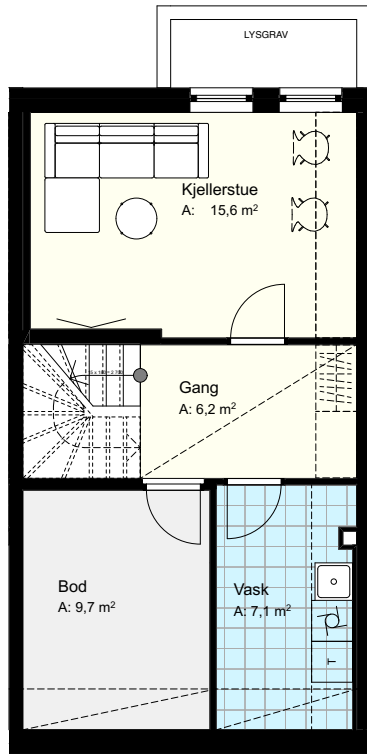 LYSGRAV
Kjellerstue
A: 15,6 m²
Gang
A: 6,2 m²
Bod
A: 9,7 m²
Vask
A: 7,1 m²
T